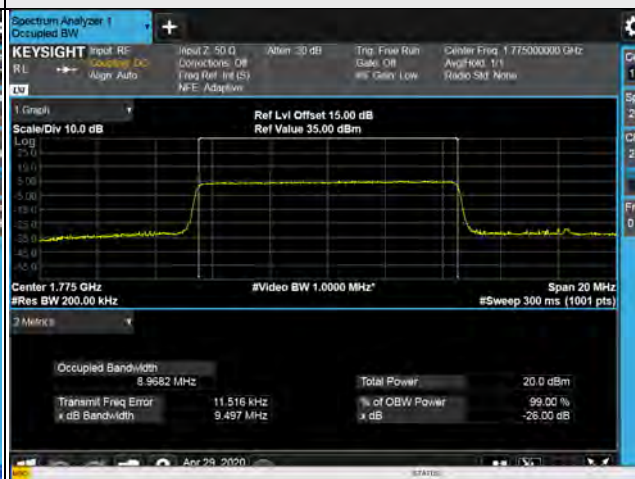 Spectrum Analyzer 1
Occupied BW
+
KEYSIGHT Input: RF Input Z: 50 Ω Atten: 30 dB Trig: Free Run Center Freq: 1.775000000 GHz
RL Coupling: DC Corrections: Off Gate: Off Avg|Hold: 1/1
Align: Auto Freq Ref: Int (S) #IF Gain: Low Radio Std: None
NFE: Adaptive
LXI
1 Graph
Scale/Div 10.0 dB
Ref Lvl Offset 15.00 dB
Ref Value 35.00 dBm
Log
25.0
15.0
5.00
-5.00
-15.0
-25.0
-35.0
-45.0
-55.0
Center 1.775 GHz #Video BW 1.0000 MHz* Span 20 MHz
#Res BW 200.00 kHz #Sweep 300 ms (1001 pts)
2 Metrics
Occupied Bandwidth
8.9682 MHz
Total Power 20.0 dBm
Transmit Freq Error 11.516 kHz % of OBW Power 99.00 %
x dB Bandwidth 9.497 MHz x dB -26.00 dB
Apr 29, 2020
MSG
STATUS